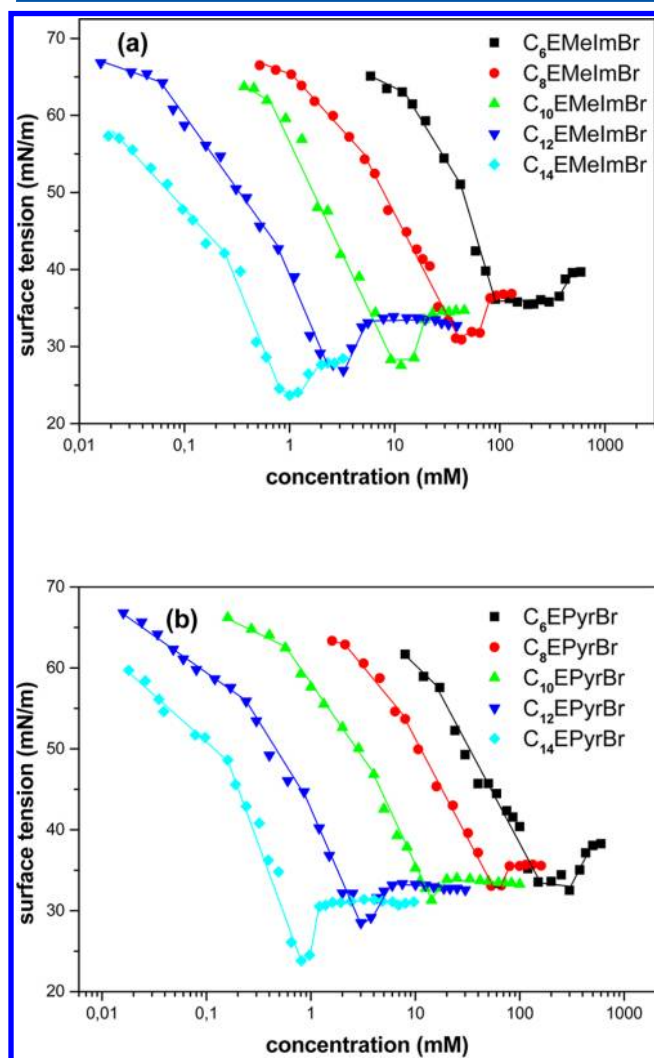 (a)
C6EMeImBr
C8EMeImBr
C10EMeImBr
C12EMeImBr
C14EMeImBr
surface tension (mN/m)
70
60
50
40
30
20
0,01 0,1 1 10 100 1000
concentration (mM)
(b)
C6EPyrBr
C8EPyrBr
C10EPyrBr
C12EPyrBr
C14EPyrBr
surface tension (mN/m)
70
60
50
40
30
20
0,01 0,1 1 10 100 1000
concentration (mM)